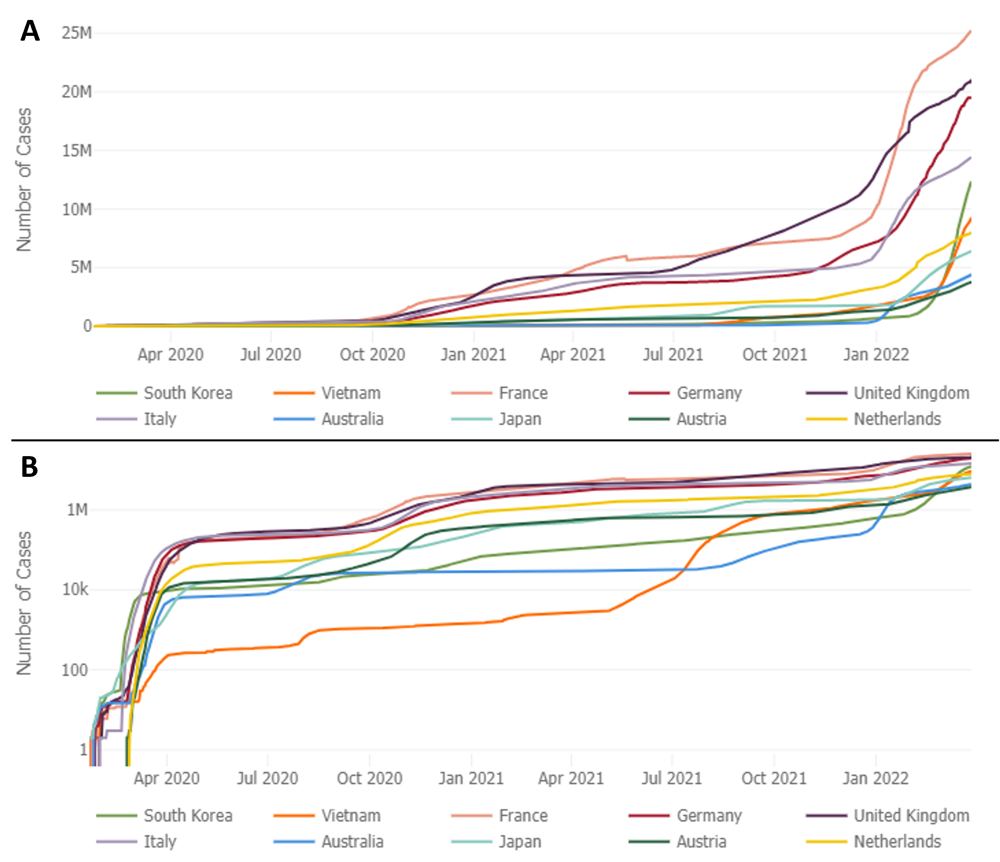 A
25M
20M
15M
10M
5M
0
Number of Cases
Apr 2020 Jul 2020 Oct 2020 Jan 2021 Apr 2021 Jul 2021 Oct 2021 Jan 2022
South Korea Vietnam France Germany United Kingdom
Italy Australia Japan Austria Netherlands
B
1M
10k
100
1
Number of Cases
Apr 2020 Jul 2020 Oct 2020 Jan 2021 Apr 2021 Jul 2021 Oct 2021 Jan 2022
South Korea Vietnam France Germany United Kingdom
Italy Australia Japan Austria Netherlands